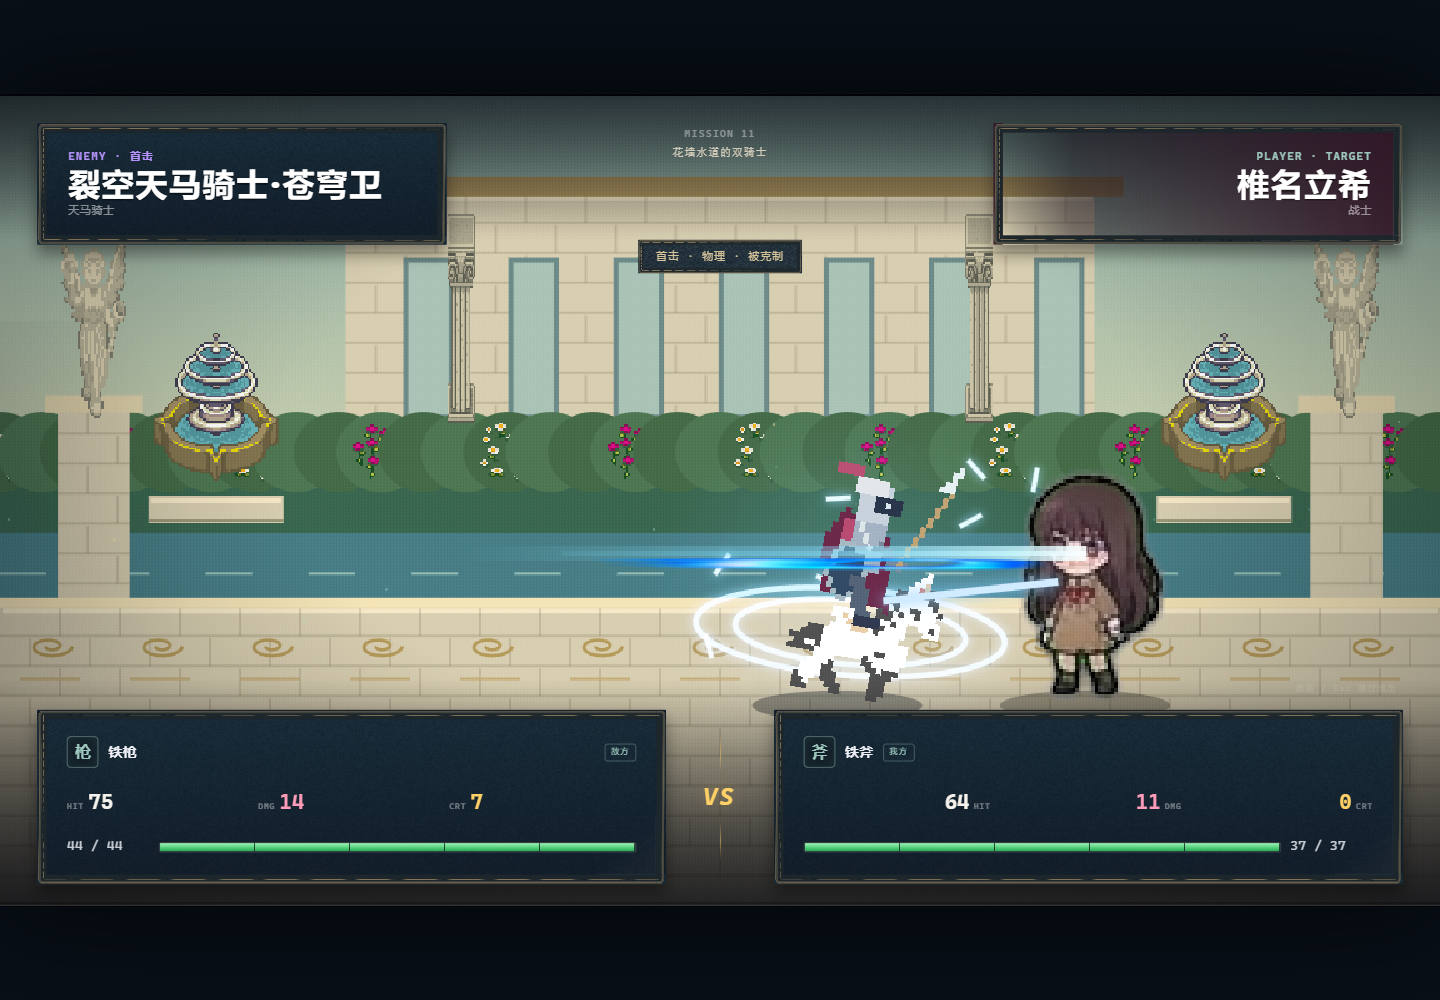 ENEMY · 首击
裂空天马骑士·苍穹卫
天马骑士
MISSION 11
花墙水道的双骑士
PLAYER · TARGET
椎名立希
战士
首击 · 物理 · 被克制
枪 铁枪 敌方
HIT 75 DMG 14 CRT 7
44 / 44
VS
斧 铁斧 我方
64 HIT 11 DMG 0 CRT
37 / 37